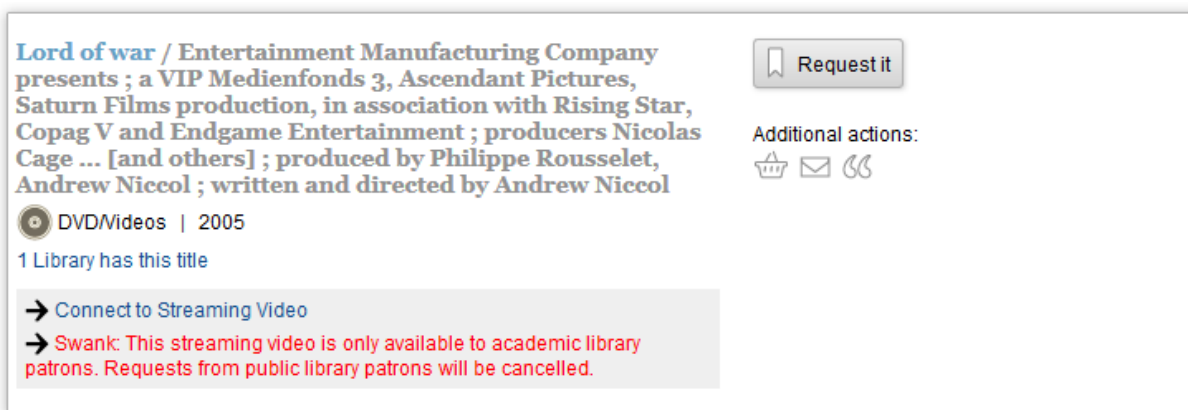 Lord of war / Entertainment Manufacturing Company
presents ; a VIP Medienfonds 3, Ascendant Pictures,
Saturn Films production, in association with Rising Star,
Copag V and Endgame Entertainment ; producers Nicolas
Cage ... [and others] ; produced by Philippe Rousselet,
Andrew Niccol ; written and directed by Andrew Niccol
DVD/Videos | 2005
1 Library has this title
Connect to Streaming Video
Swank: This streaming video is only available to academic library
patrons. Requests from public library patrons will be cancelled.
Request it
Additional actions: